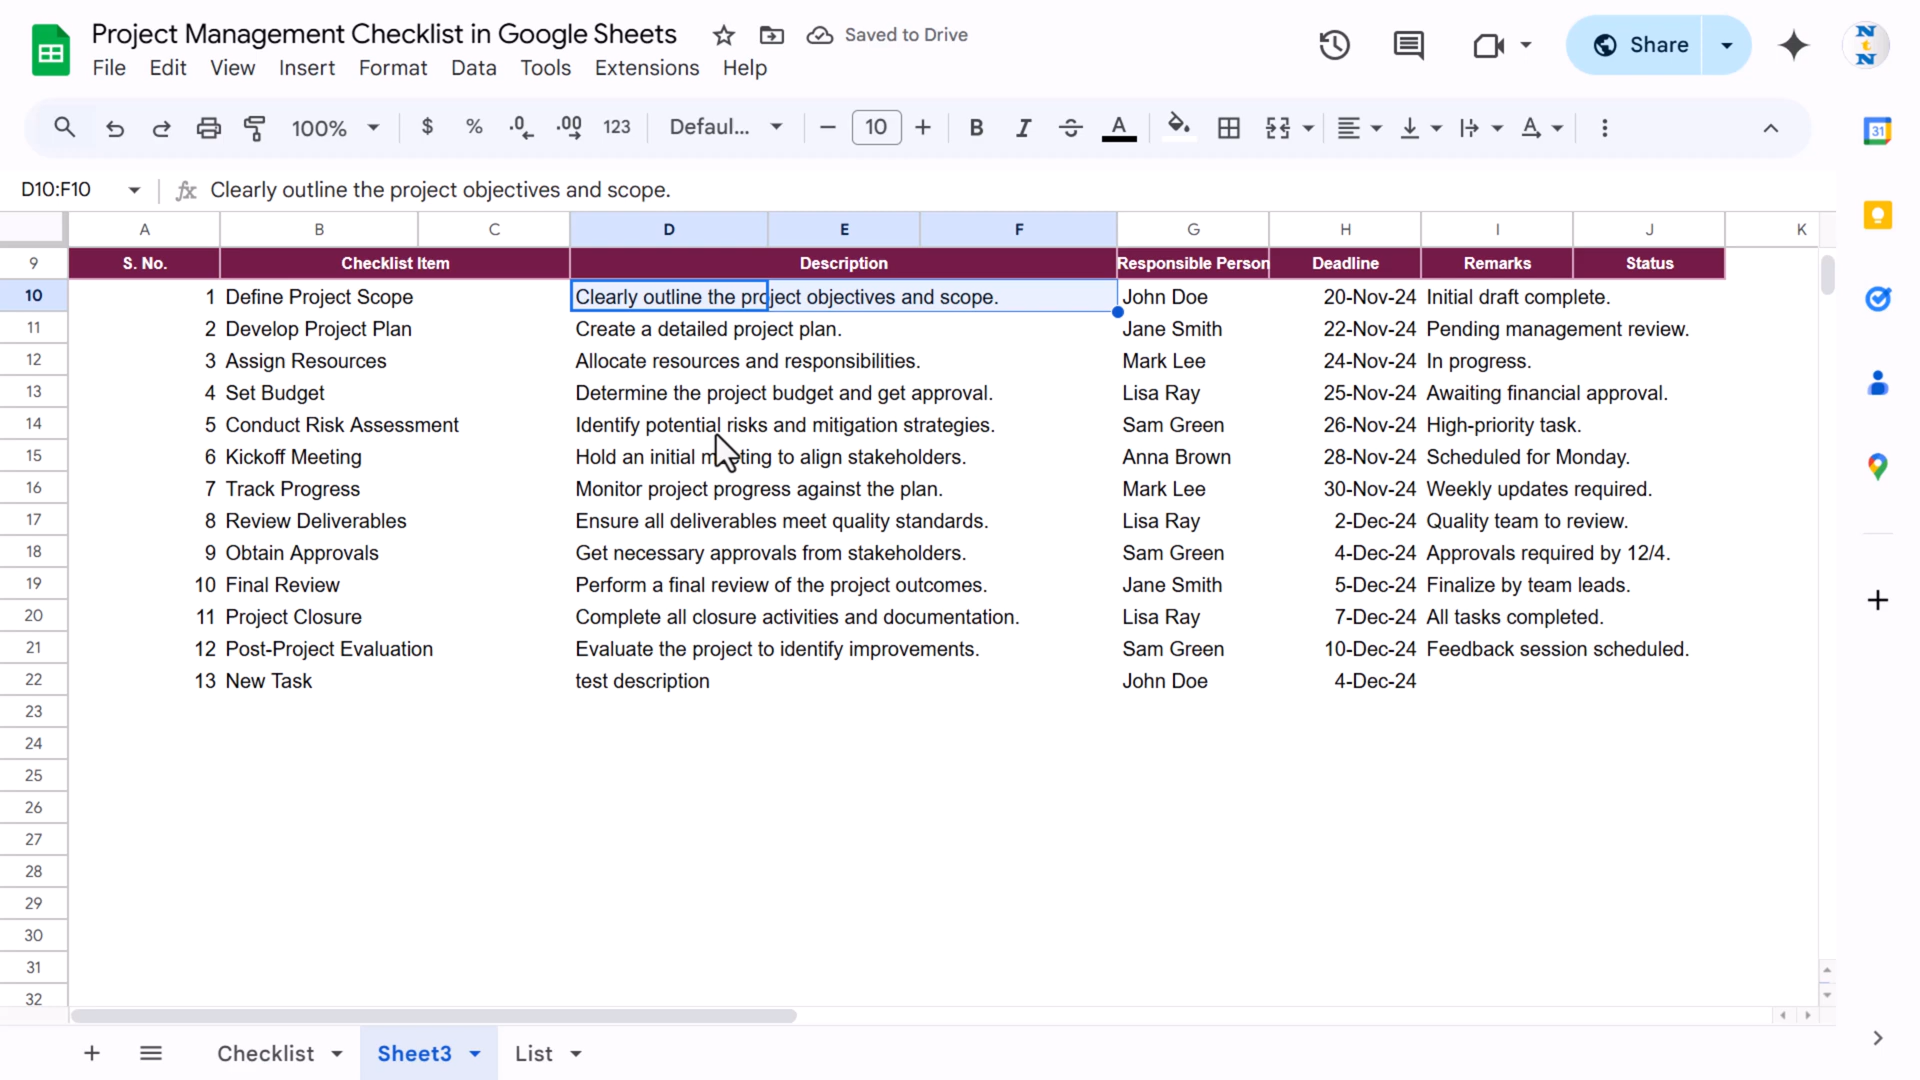 Project Management Checklist in Google Sheets Saved to Drive
File Edit View Insert Format Data Tools Extensions Help
Share
100% $ % .0 .00 123 Defaul... 10 B I S A
D10:F10 fx Clearly outline the project objectives and scope.
A B C D E F G H I J K
9 S. No. Checklist Item Description Responsible Person Deadline Remarks Status
10 1 Define Project Scope Clearly outline the project objectives and scope. John Doe 20-Nov-24 Initial draft complete.
11 2 Develop Project Plan Create a detailed project plan. Jane Smith 22-Nov-24 Pending management review.
12 3 Assign Resources Allocate resources and responsibilities. Mark Lee 24-Nov-24 In progress.
13 4 Set Budget Determine the project budget and get approval. Lisa Ray 25-Nov-24 Awaiting financial approval.
14 5 Conduct Risk Assessment Identify potential risks and mitigation strategies. Sam Green 26-Nov-24 High-priority task.
15 6 Kickoff Meeting Hold an initial meeting to align stakeholders. Anna Brown 28-Nov-24 Scheduled for Monday.
16 7 Track Progress Monitor project progress against the plan. Mark Lee 30-Nov-24 Weekly updates required.
17 8 Review Deliverables Ensure all deliverables meet quality standards. Lisa Ray 2-Dec-24 Quality team to review.
18 9 Obtain Approvals Get necessary approvals from stakeholders. Sam Green 4-Dec-24 Approvals required by 12/4.
19 10 Final Review Perform a final review of the project outcomes. Jane Smith 5-Dec-24 Finalize by team leads.
20 11 Project Closure Complete all closure activities and documentation. Lisa Ray 7-Dec-24 All tasks completed.
21 12 Post-Project Evaluation Evaluate the project to identify improvements. Sam Green 10-Dec-24 Feedback session scheduled.
22 13 New Task test description John Doe 4-Dec-24
23
24
25
26
27
28
29
30
31
32
Checklist Sheet3 List
N
t
N
31